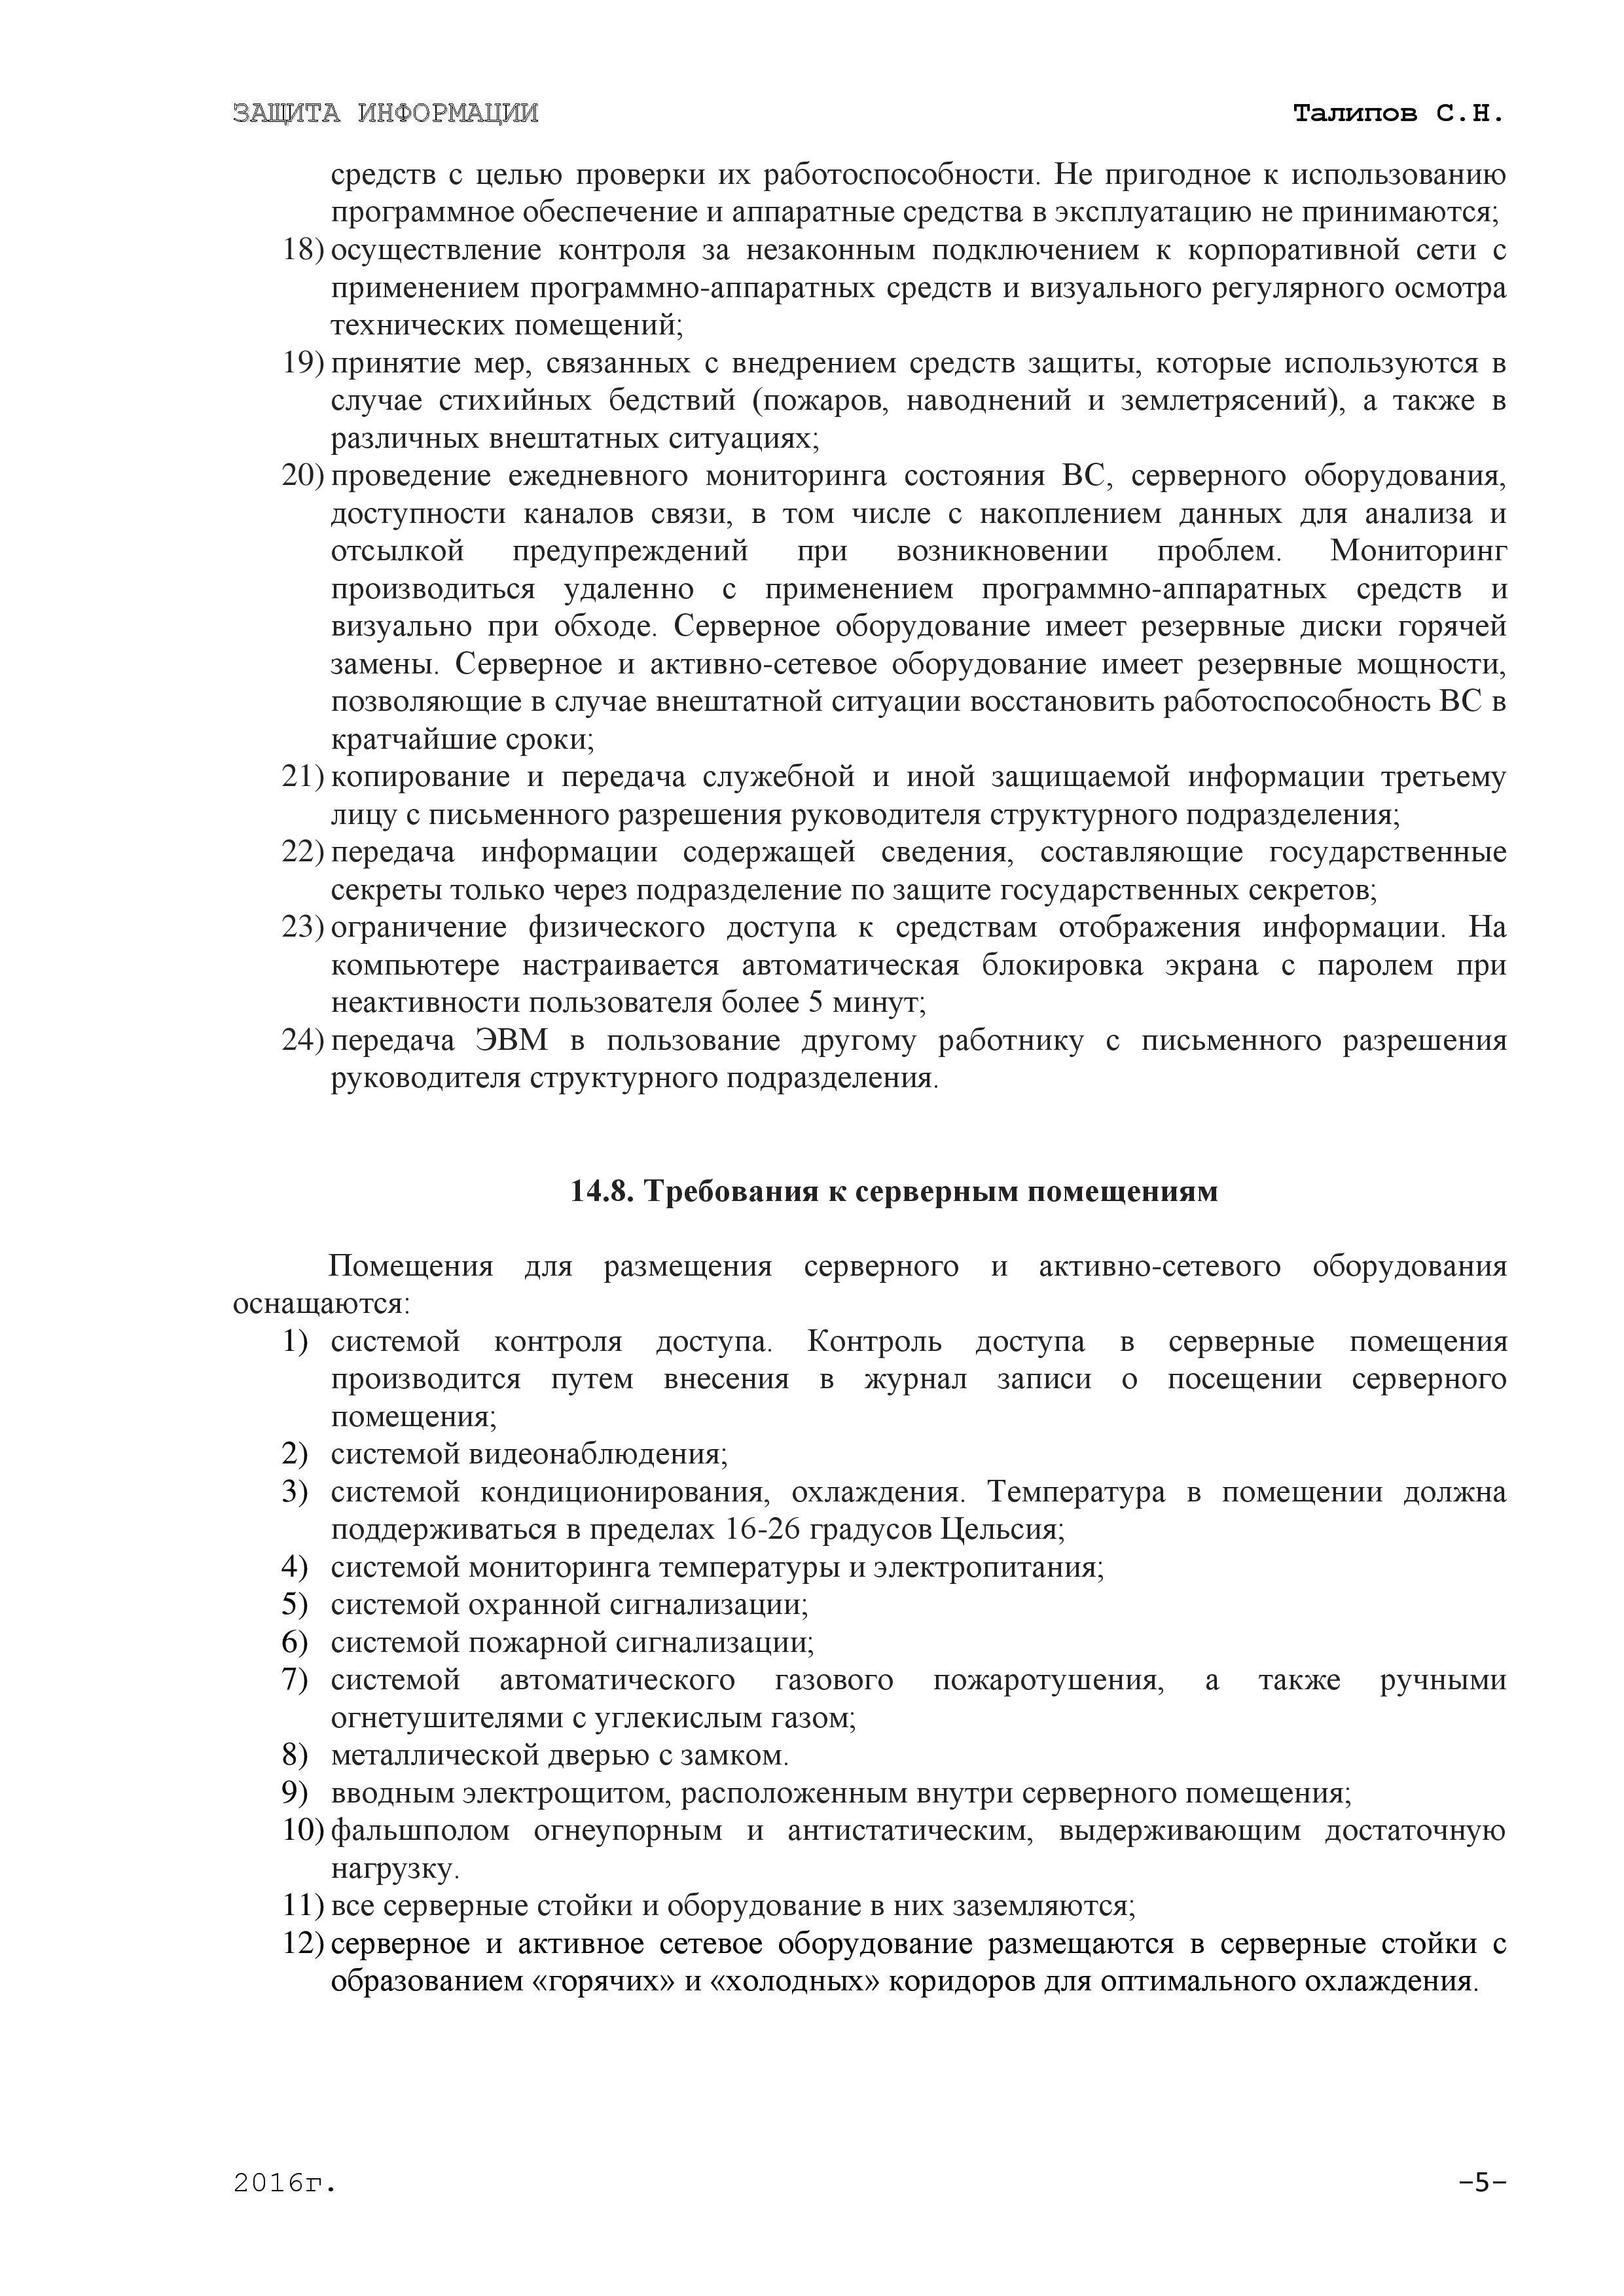 ЗАЩИТА ИНФОРМАЦИИ Талипов С.Н.
средств с целью проверки их работоспособности. Не пригодное к использованию
программное обеспечение и аппаратные средства в эксплуатацию не принимаются;
18) осуществление контроля за незаконным подключением к корпоративной сети с
применением программно-аппаратных средств и визуального регулярного осмотра
технических помещений;
19) принятие мер, связанных с внедрением средств защиты, которые используются в
случае стихийных бедствий (пожаров, наводнений и землетрясений), а также в
различных внештатных ситуациях;
20) проведение ежедневного мониторинга состояния ВС, серверного оборудования,
доступности каналов связи, в том числе с накоплением данных для анализа и
отсылкой предупреждений при возникновении проблем. Мониторинг
производиться удаленно с применением программно-аппаратных средств и
визуально при обходе. Серверное оборудование имеет резервные диски горячей
замены. Серверное и активно-сетевое оборудование имеет резервные мощности,
позволяющие в случае внештатной ситуации восстановить работоспособность ВС в
кратчайшие сроки;
21) копирование и передача служебной и иной защищаемой информации третьему
лицу с письменного разрешения руководителя структурного подразделения;
22) передача информации содержащей сведения, составляющие государственные
секреты только через подразделение по защите государственных секретов;
23) ограничение физического доступа к средствам отображения информации. На
компьютере настраивается автоматическая блокировка экрана с паролем при
неактивности пользователя более 5 минут;
24) передача ЭВМ в пользование другому работнику с письменного разрешения
руководителя структурного подразделения.
14.8. Требования к серверным помещениям
Помещения для размещения серверного и активно-сетевого оборудования
оснащаются:
1) системой контроля доступа. Контроль доступа в серверные помещения
производится путем внесения в журнал записи о посещении серверного
помещения;
2) системой видеонаблюдения;
3) системой кондиционирования, охлаждения. Температура в помещении должна
поддерживаться в пределах 16-26 градусов Цельсия;
4) системой мониторинга температуры и электропитания;
5) системой охранной сигнализации;
6) системой пожарной сигнализации;
7) системой автоматического газового пожаротушения, а также ручными
огнетушителями с углекислым газом;
8) металлической дверью с замком.
9) вводным электрощитом, расположенным внутри серверного помещения;
10) фальшполом огнеупорным и антистатическим, выдерживающим достаточную
нагрузку.
11) все серверные стойки и оборудование в них заземляются;
12) серверное и активное сетевое оборудование размещаются в серверные стойки с
образованием «горячих» и «холодных» коридоров для оптимального охлаждения.
2016г. -5-